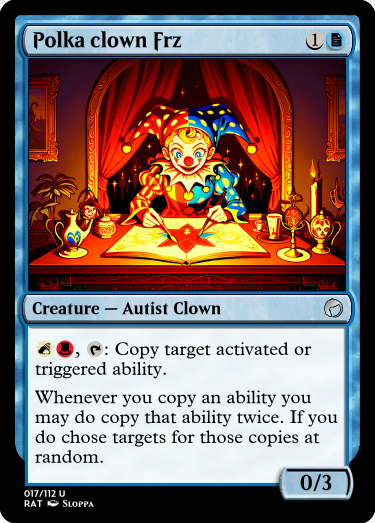 Polka clown Frz 1
Creature — Autist Clown
, : Copy target activated or
triggered ability.
Whenever you copy an ability you
may do copy that ability twice. If you
do chose targets for those copies at
random.
0/3
017/112 U
RAT Sloppa